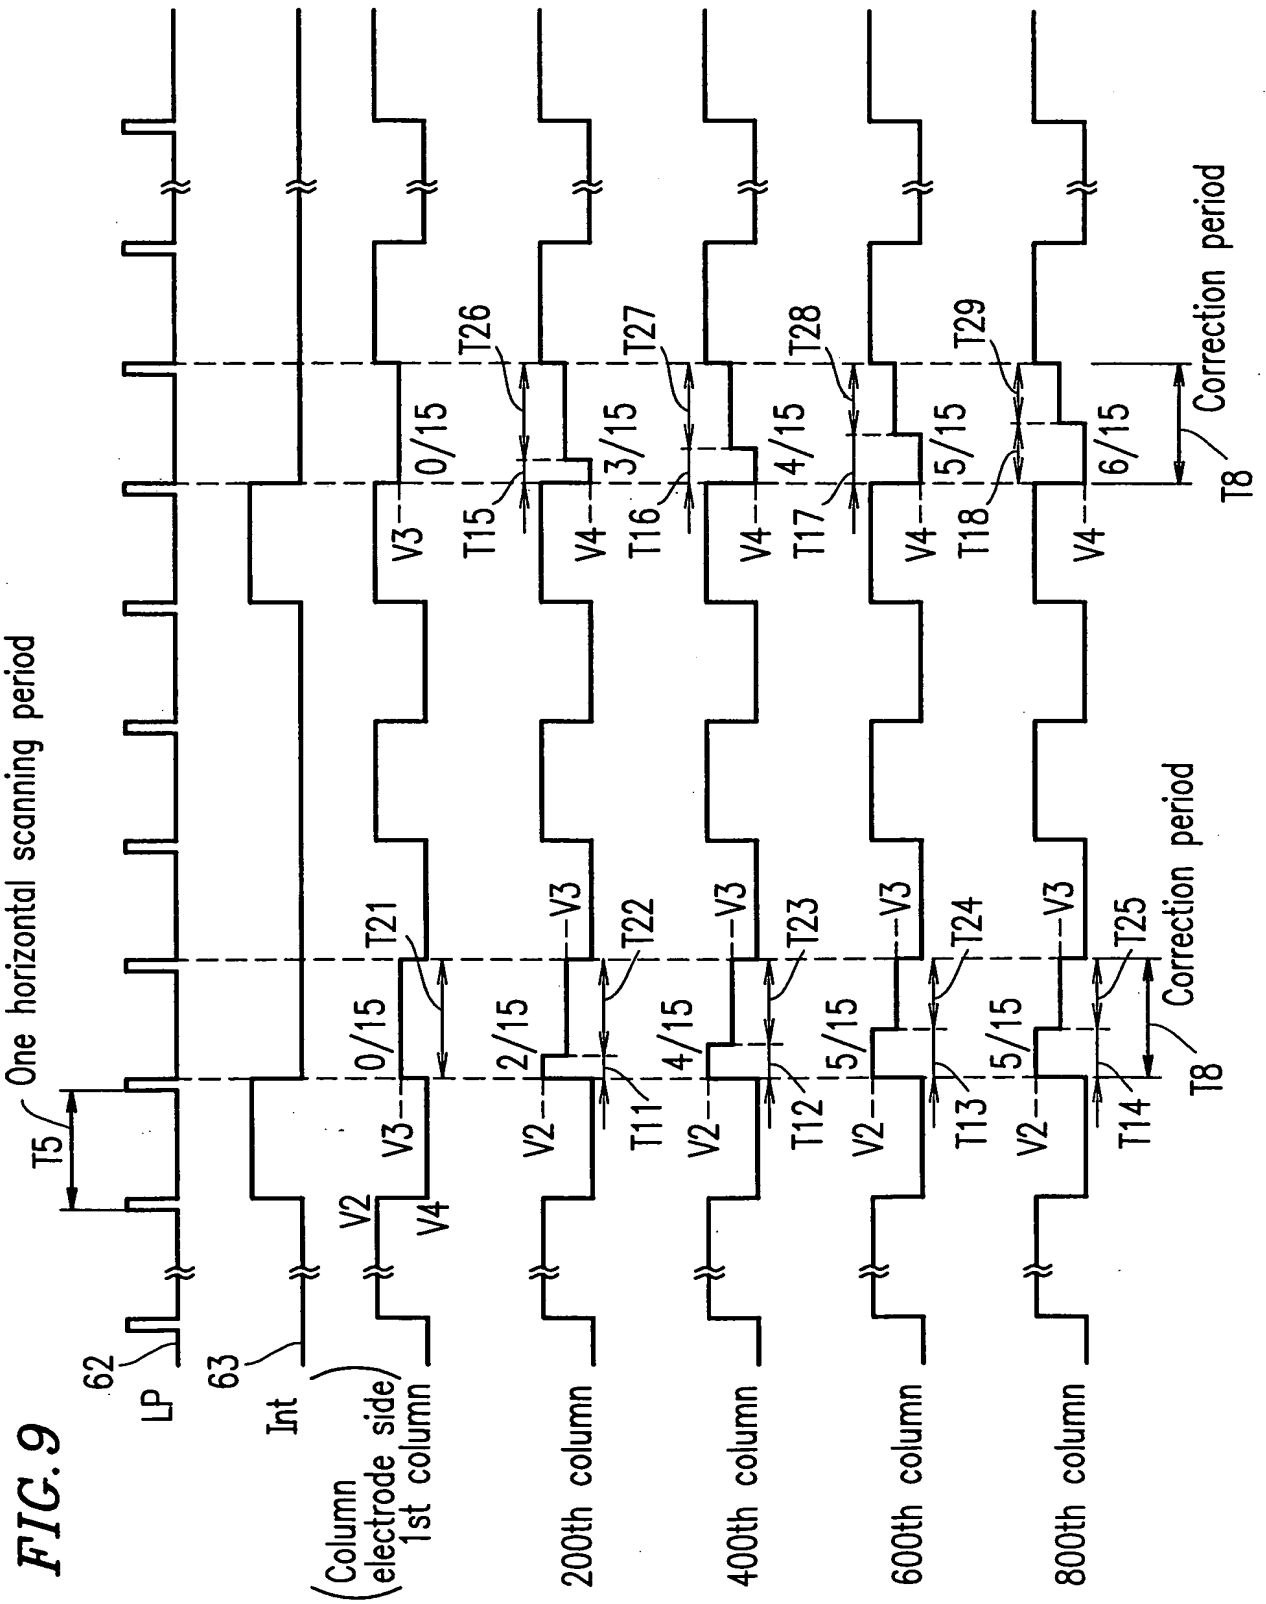 FIG. 9
One horizontal scanning period
T5
62
LP
63
Int
(Column electrode side)
1st column
V2
V4
V3
0/15
T21
V3
0/15
200th column
V2
2/15
V3
T11
T22
T15
T26
V4
3/15
400th column
V2
4/15
V3
T12
T23
T16
T27
V4
4/15
600th column
V2
5/15
V3
T13
T24
T17
T28
V4
5/15
800th column
V2
5/15
V3
T14
T25
T18
T29
V4
6/15
T8
Correction period
T8
Correction period